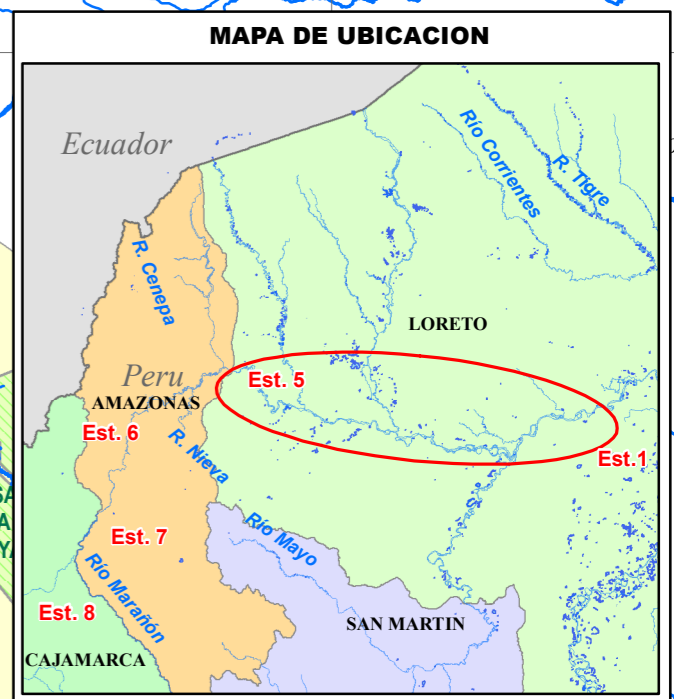 MAPA DE UBICACION
Ecuador
Río Corrientes
R. Tigre
R. Cenepa
LORETO
Peru
Est. 5
AMAZONAS
Est. 6
R. Nieva
Est.1
Río Mayo
Est. 7
Río Marañón
Est. 8
SAN MARTIN
CAJAMARCA